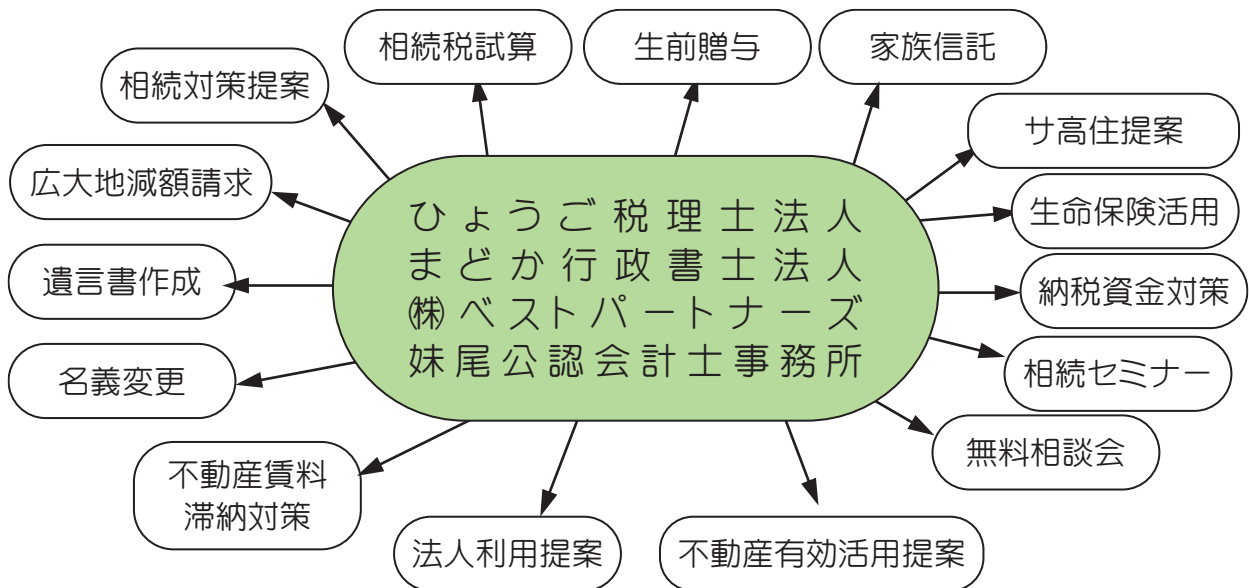 相続税試算
生前贈与
家族信託
相続対策提案
サ高住提案
広大地減額請求
生命保険活用
ひょうご税理士法人
まどか行政書士法人
㈱ベストパートナーズ
妹尾公認会計士事務所
遺言書作成
納税資金対策
名義変更
相続セミナー
無料相談会
不動産賃料
滞納対策
法人利用提案
不動産有効活用提案